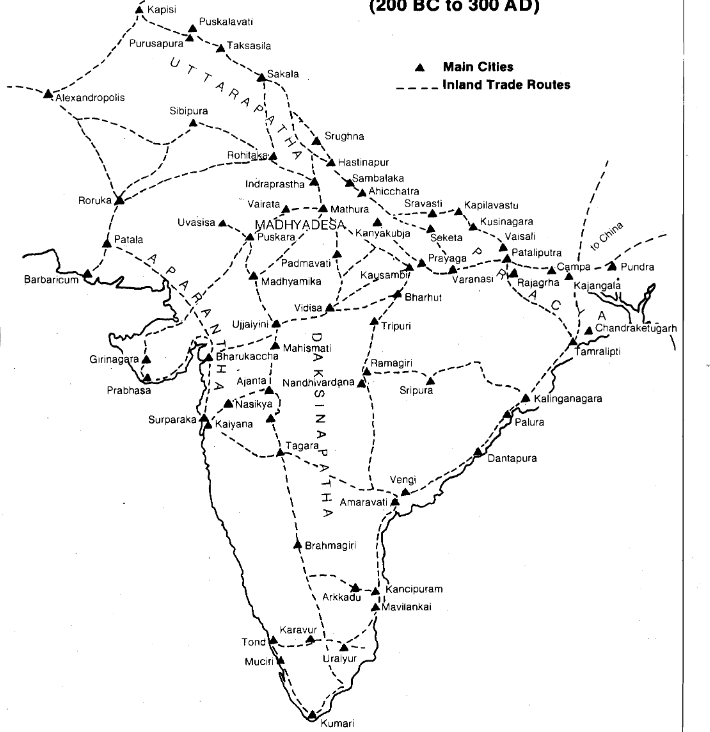 (200 BC to 300 AD)
Main Cities
Inland Trade Routes
Kapisi
Puskalavati
Purusapura
Taksasila
Sakala
UTTARAPATHA
Alexandropolis
Sibipura
Srughna
Rohitaka
Hastinapur
Indraprastha
Sambataka
Ahicchatra
Roruka
Vairata
Mathura
Sravasti
Kapilavastu
Uvasisa
MADHYADESA
Kanyakubja
Kusinagara
Puskara
Seketa
Vaisali
to China
Patala
Pataliputra
Padmavati
Prayaga
Campa
Pundra
Barbaricum
APARANTHA
Madhyamika
Kausambi
Varanasi
Rajagrha
Kajangala
PRACYA
Vidisa
Bharhut
Ujjaiyini
Tripuri
Chandraketugarh
Mahismati
Tamralipti
Girinagara
Bharukaccha
DAKSINAPATHA
Ramagiri
Prabhasa
Ajanta
Nandhivardana
Sripura
Nasikya
Kalinganagara
Surparaka
Kaiyana
Palura
Tagara
Dantapura
Vengi
Amaravati
Brahmagiri
Kancipuram
Arkkadu
Mavilankai
Karavur
Tond
Muciri
Uraiyur
Kumari